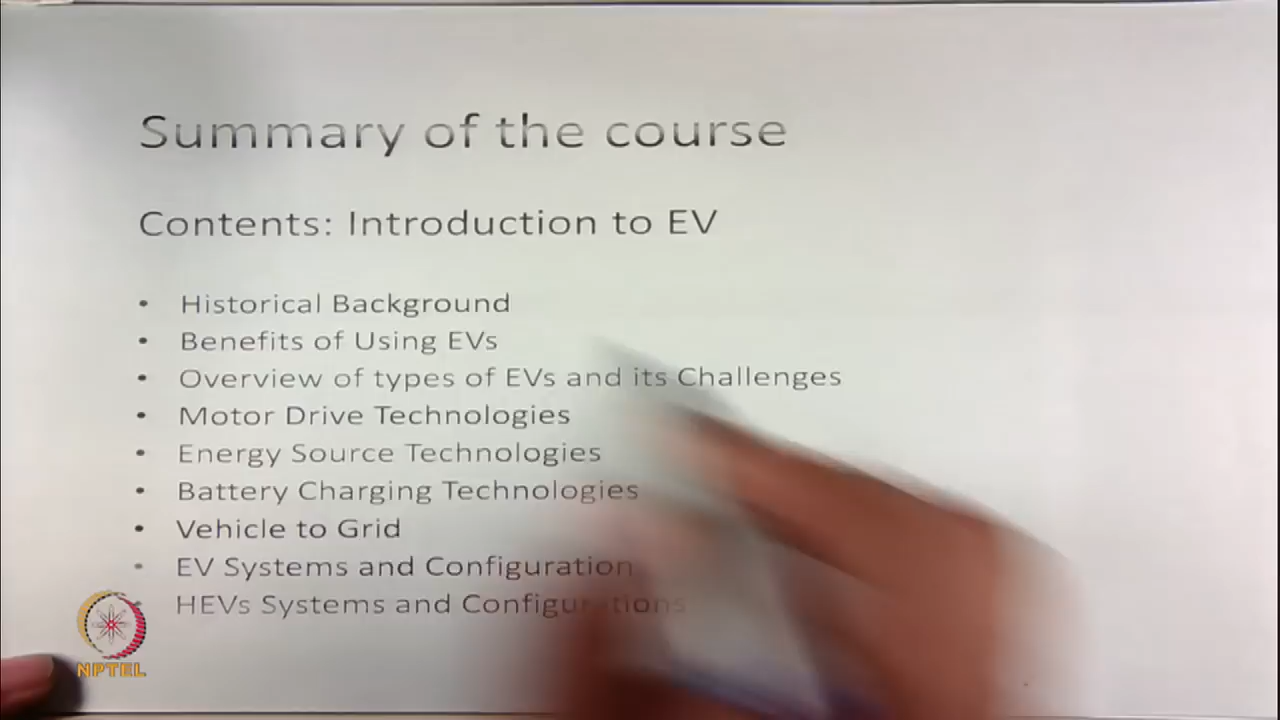 Summary of the course
Contents: Introduction to EV
• Historical Background
• Benefits of Using EVs
• Overview of types of EVs and its Challenges
• Motor Drive Technologies
• Energy Source Technologies
• Battery Charging Technologies
• Vehicle to Grid
• EV Systems and Configuration
• HEVs Systems and Configurations
NPTEL